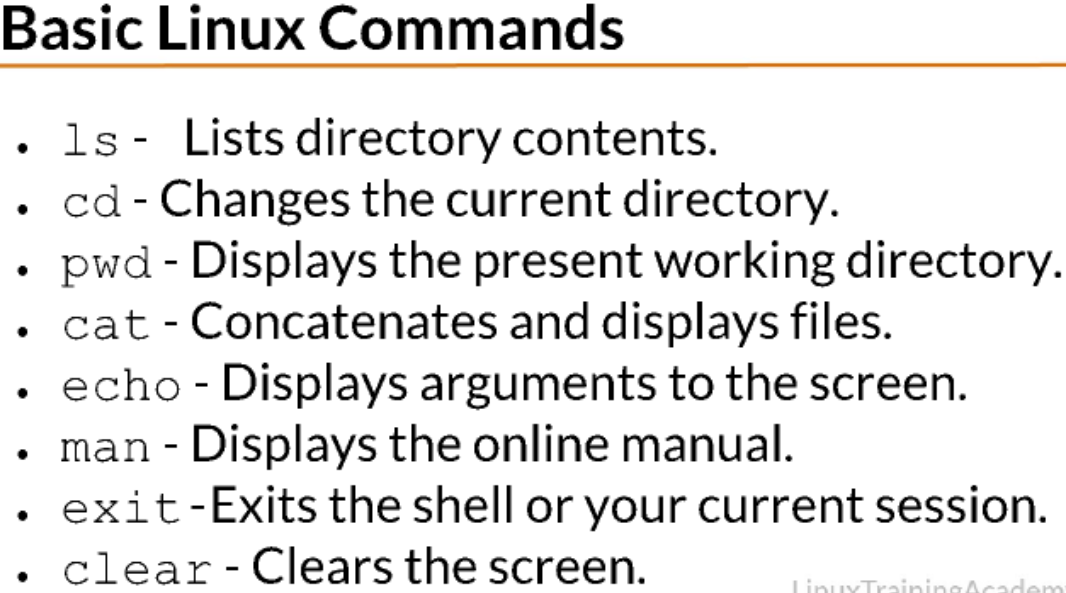 Basic Linux Commands
• ls - Lists directory contents.
• cd - Changes the current directory.
• pwd - Displays the present working directory.
• cat - Concatenates and displays files.
• echo - Displays arguments to the screen.
• man - Displays the online manual.
• exit -Exits the shell or your current session.
• clear - Clears the screen.
LinuxTrainingAcadem